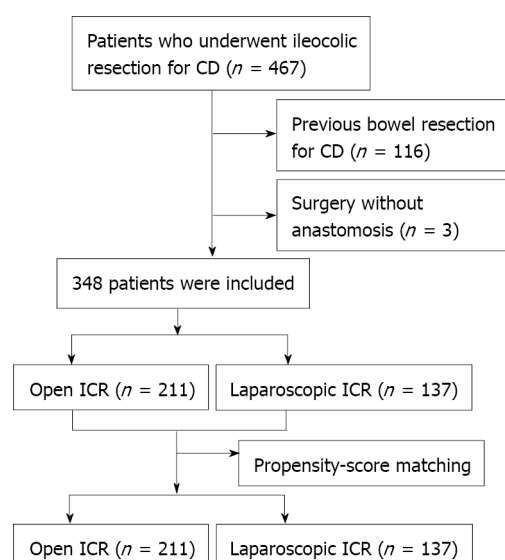 Patients who underwent ileocolic
resection for CD (n = 467)
Previous bowel resection
for CD (n = 116)
Surgery without
anastomosis (n = 3)
348 patients were included
Open ICR (n = 211)
Laparoscopic ICR (n = 137)
Propensity-score matching
Open ICR (n = 211)
Laparoscopic ICR (n = 137)